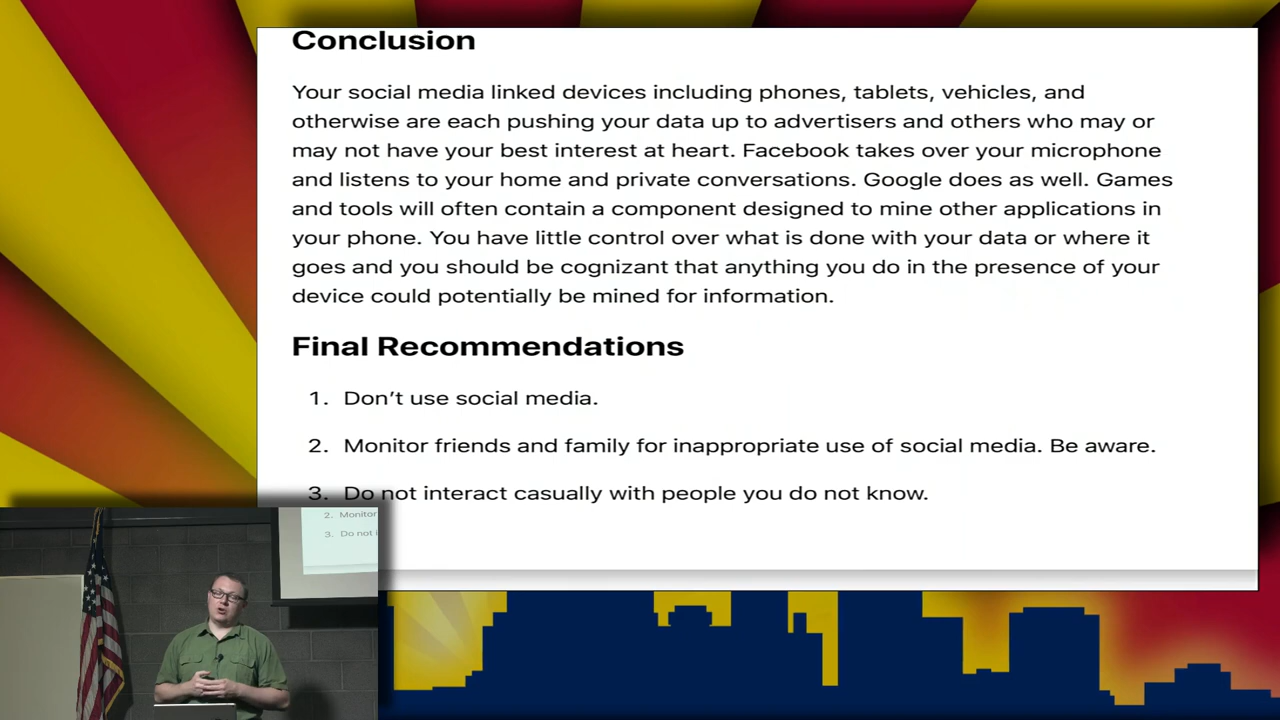 Conclusion
Your social media linked devices including phones, tablets, vehicles, and
otherwise are each pushing your data up to advertisers and others who may or
may not have your best interest at heart. Facebook takes over your microphone
and listens to your home and private conversations. Google does as well. Games
and tools will often contain a component designed to mine other applications in
your phone. You have little control over what is done with your data or where it
goes and you should be cognizant that anything you do in the presence of your
device could potentially be mined for information.
Final Recommendations
1. Don’t use social media.
2. Monitor friends and family for inappropriate use of social media. Be aware.
3. Do not interact casually with people you do not know.
2. Monitor
3. Do not